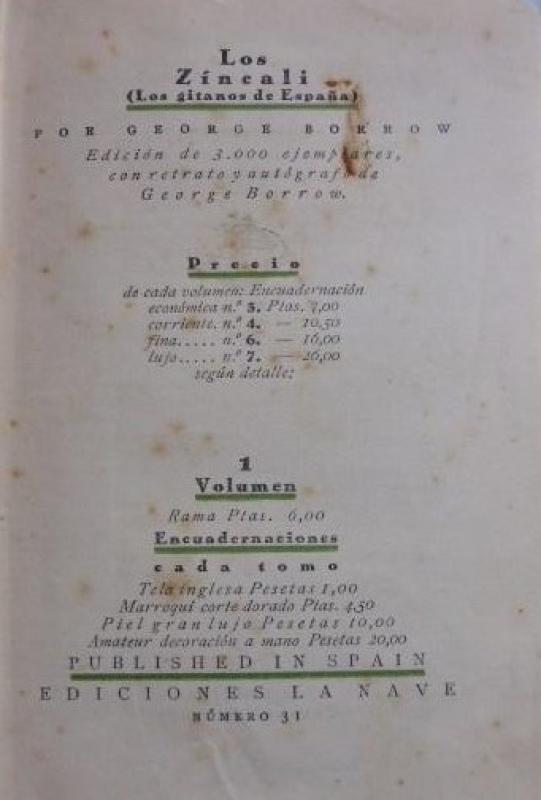 Los
Zíncali
(Los gitanos de España)
POR GEORGE BORROW
Edición de 3.000 ejemplares,
con retrato y autógrafo de
George Borrow.
Precio
de cada volumen: Encuadernación
económica n.º 3. Ptas. 7,00
corriente. n.º 4. — 10,50
fina..... n.º 6. — 16,00
lujo..... n.º 7. — 26,00
según detalle:
1
Volumen
Rama Ptas. 6,00
Encuadernaciones
cada tomo
Tela inglesa Pesetas 1,00
Marroquí corte dorado Ptas. 4,50
Piel gran lujo Pesetas 10,00
Amateur decoración a mano Pesetas 20,00
PUBLISHED IN SPAIN
EDICIONES LA NAVE
NÚMERO 31